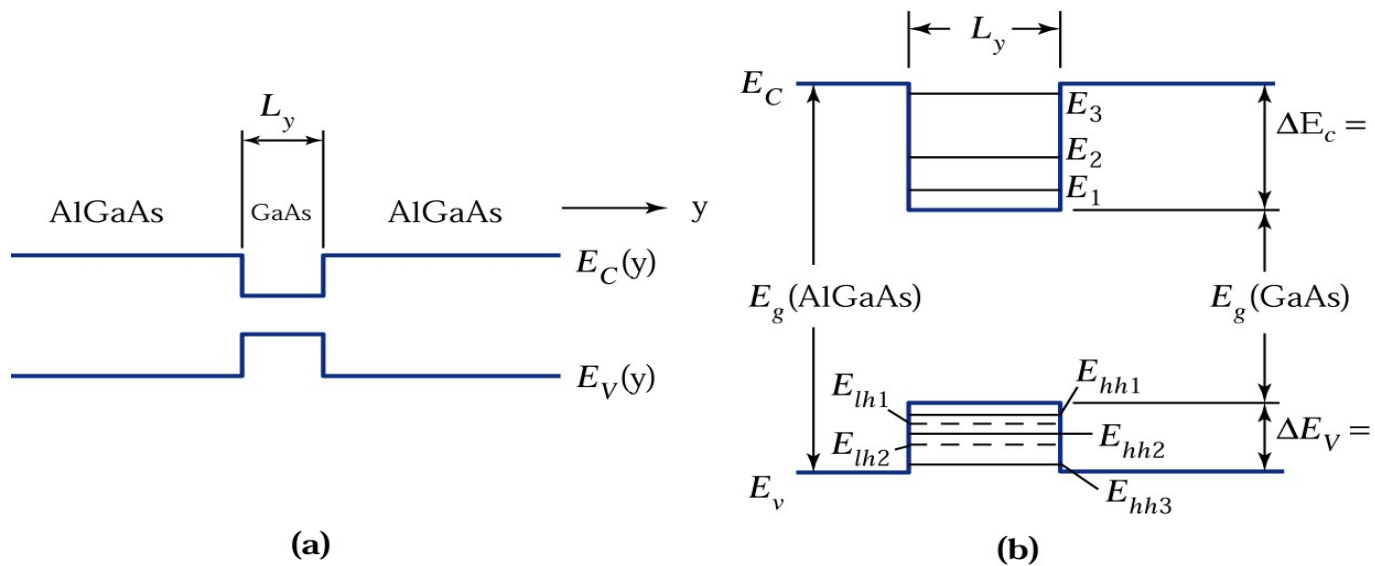 L_y
AlGaAs GaAs AlGaAs y
E_C(y)
E_V(y)
(a)
L_y
E_C
E_3
ΔE_c =
E_2
E_1
E_g(AlGaAs)
E_g(GaAs)
E_lh1
E_hh1
ΔE_V =
E_lh2
E_hh2
E_v
E_hh3
(b)